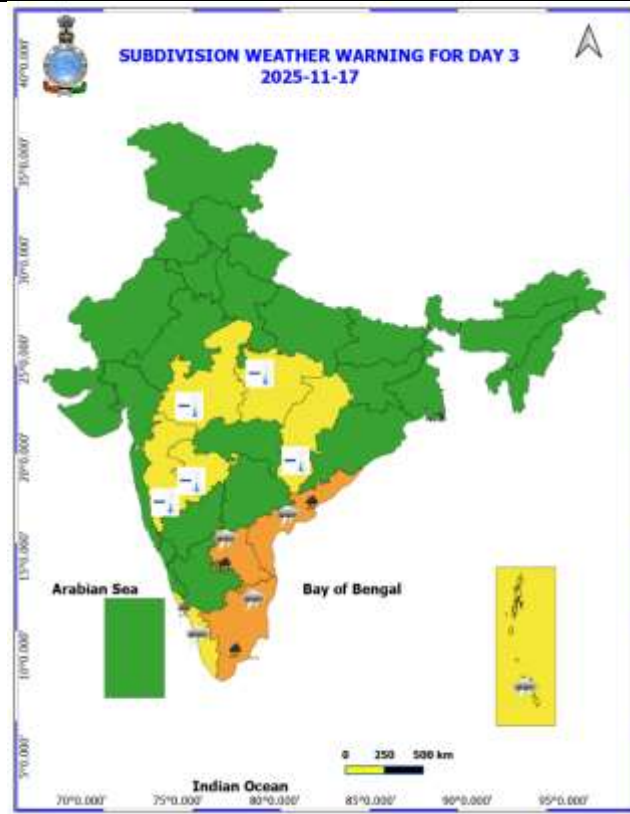 SUBDIVISION WEATHER WARNING FOR DAY 3
2025-11-17
40°0.000'
35°0.000'
30°0.000'
25°0.000'
20°0.000'
15°0.000'
10°0.000'
5°0.000'
Arabian Sea
Bay of Bengal
0 250 500 km
Indian Ocean
70°0.000' 75°0.000' 80°0.000' 85°0.000' 90°0.000' 95°0.000'